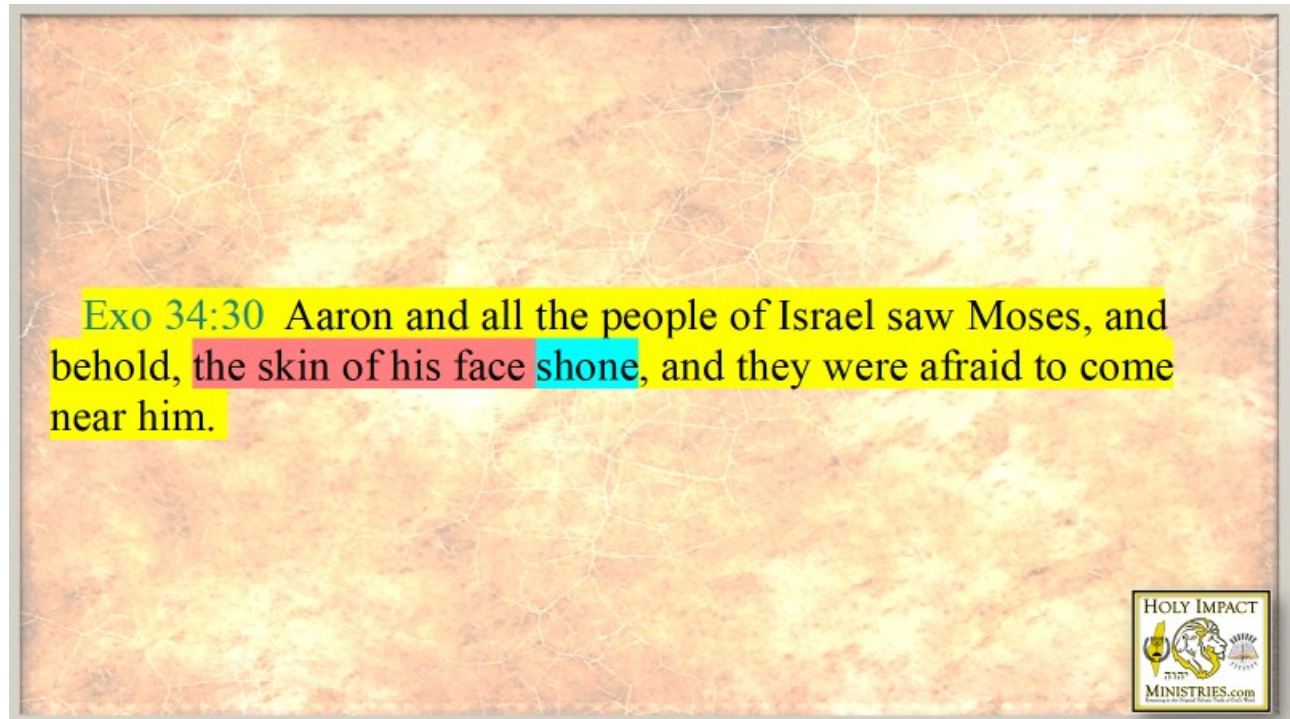 Exo 34:30 Aaron and all the people of Israel saw Moses, and
behold, the skin of his face shone, and they were afraid to come
near him.
HOLY IMPACT
יהוה
MINISTRIES.com